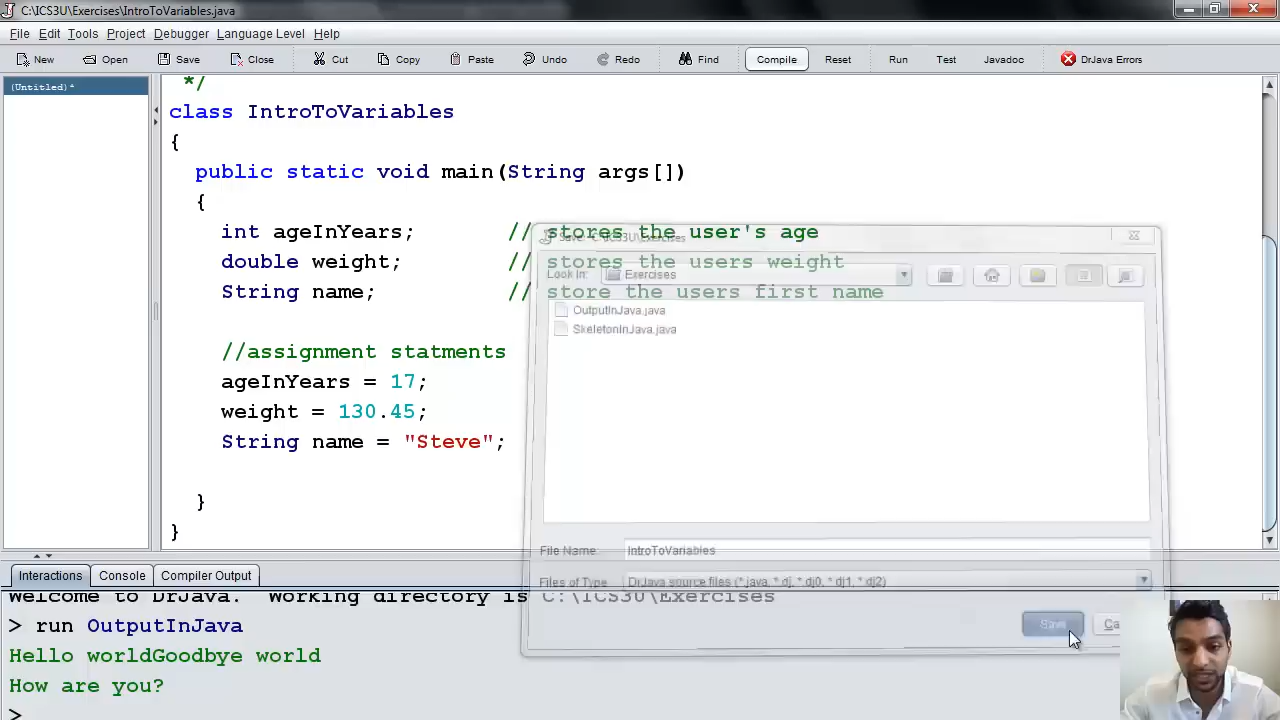 C:\ICS3U\Exercises\IntroToVariables.java
File Edit Tools Project Debugger Language Level Help
New Open Save Close Cut Copy Paste Undo Redo Find Compile Reset Run Test Javadoc DrJava Errors
(Untitled)*
*/
class IntroToVariables
{
public static void main(String args[])
{
int ageInYears; // stores the user's age
double weight; // stores the users weight
String name; // store the users first name
//assignment statments
ageInYears = 17;
weight = 130.45;
String name = "Steve";
}
}
Look In: Exercises
OutputInJava.java
SkeletonInJava.java
File Name: IntroToVariables
Files of Type DrJava source files (*.java, *.dj, *.dj0, *.dj1, *.dj2)
Save
Interactions Console Compiler Output
Welcome to DrJava. Working directory is C:\ICS3U\Exercises
> run OutputInJava
Hello worldGoodbye world
How are you?
>